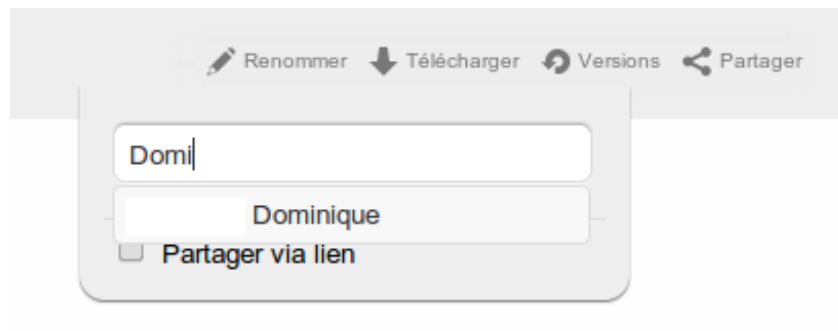 Renommer Télécharger Versions Partager
Domi
Dominique
Partager via lien